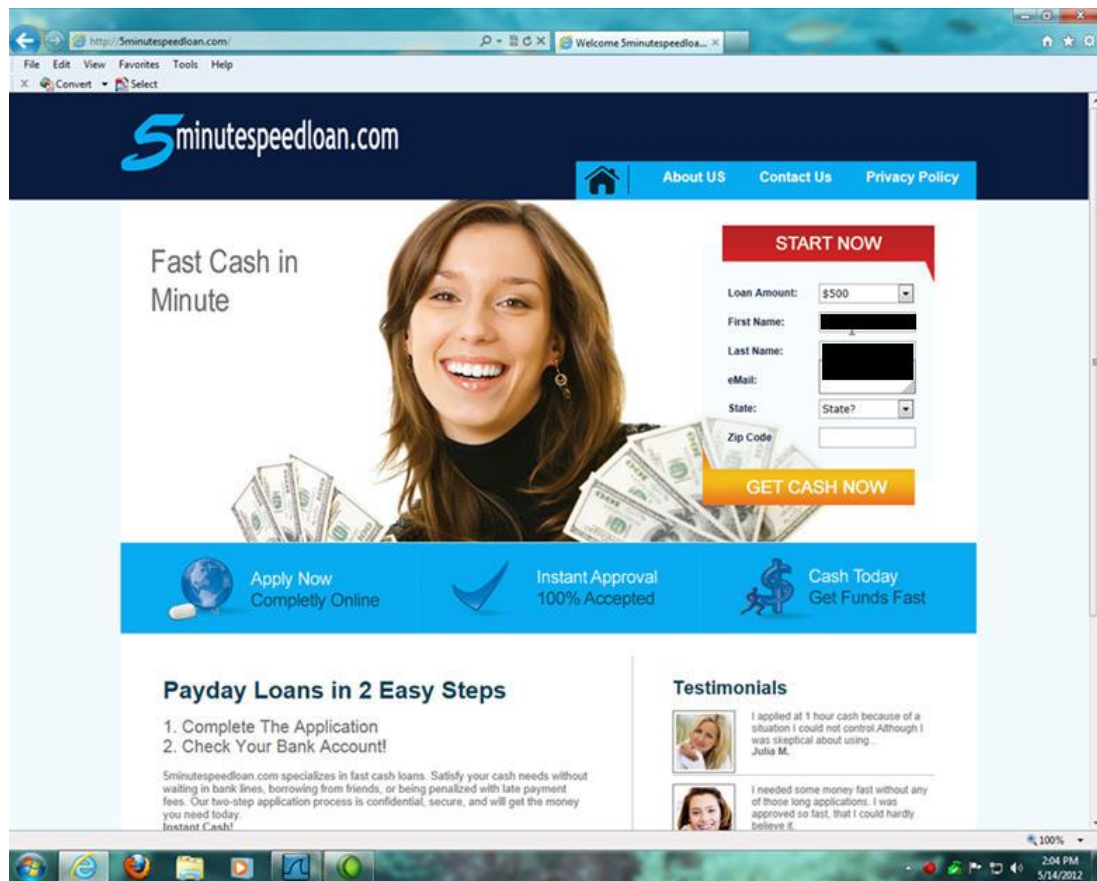 http://5minutespeedloan.com/
Welcome 5minutespeedloa...
File Edit View Favorites Tools Help
Convert Select
5minutespeedloan.com
About US Contact Us Privacy Policy
Fast Cash in
Minute
START NOW
Loan Amount: $500
First Name:
Last Name:
eMail:
State: State?
Zip Code
GET CASH NOW
Apply Now
Completly Online
Instant Approval
100% Accepted
Cash Today
Get Funds Fast
Payday Loans in 2 Easy Steps
1. Complete The Application
2. Check Your Bank Account!
5minutespeedloan.com specializes in fast cash loans. Satisfy your cash needs without
waiting in bank lines, borrowing from friends, or being penalized with late payment
fees. Our two-step application process is confidential, secure, and will get the money
you need today.
Instant Cash!
Testimonials
I applied at 1 hour cash because of a
situation I could not control.Although I
was skeptical about using...
Julia M.
I needed some money fast without any
of those long applications. I was
approved so fast, that I could hardly
believe it.
100%
2:04 PM
5/14/2012